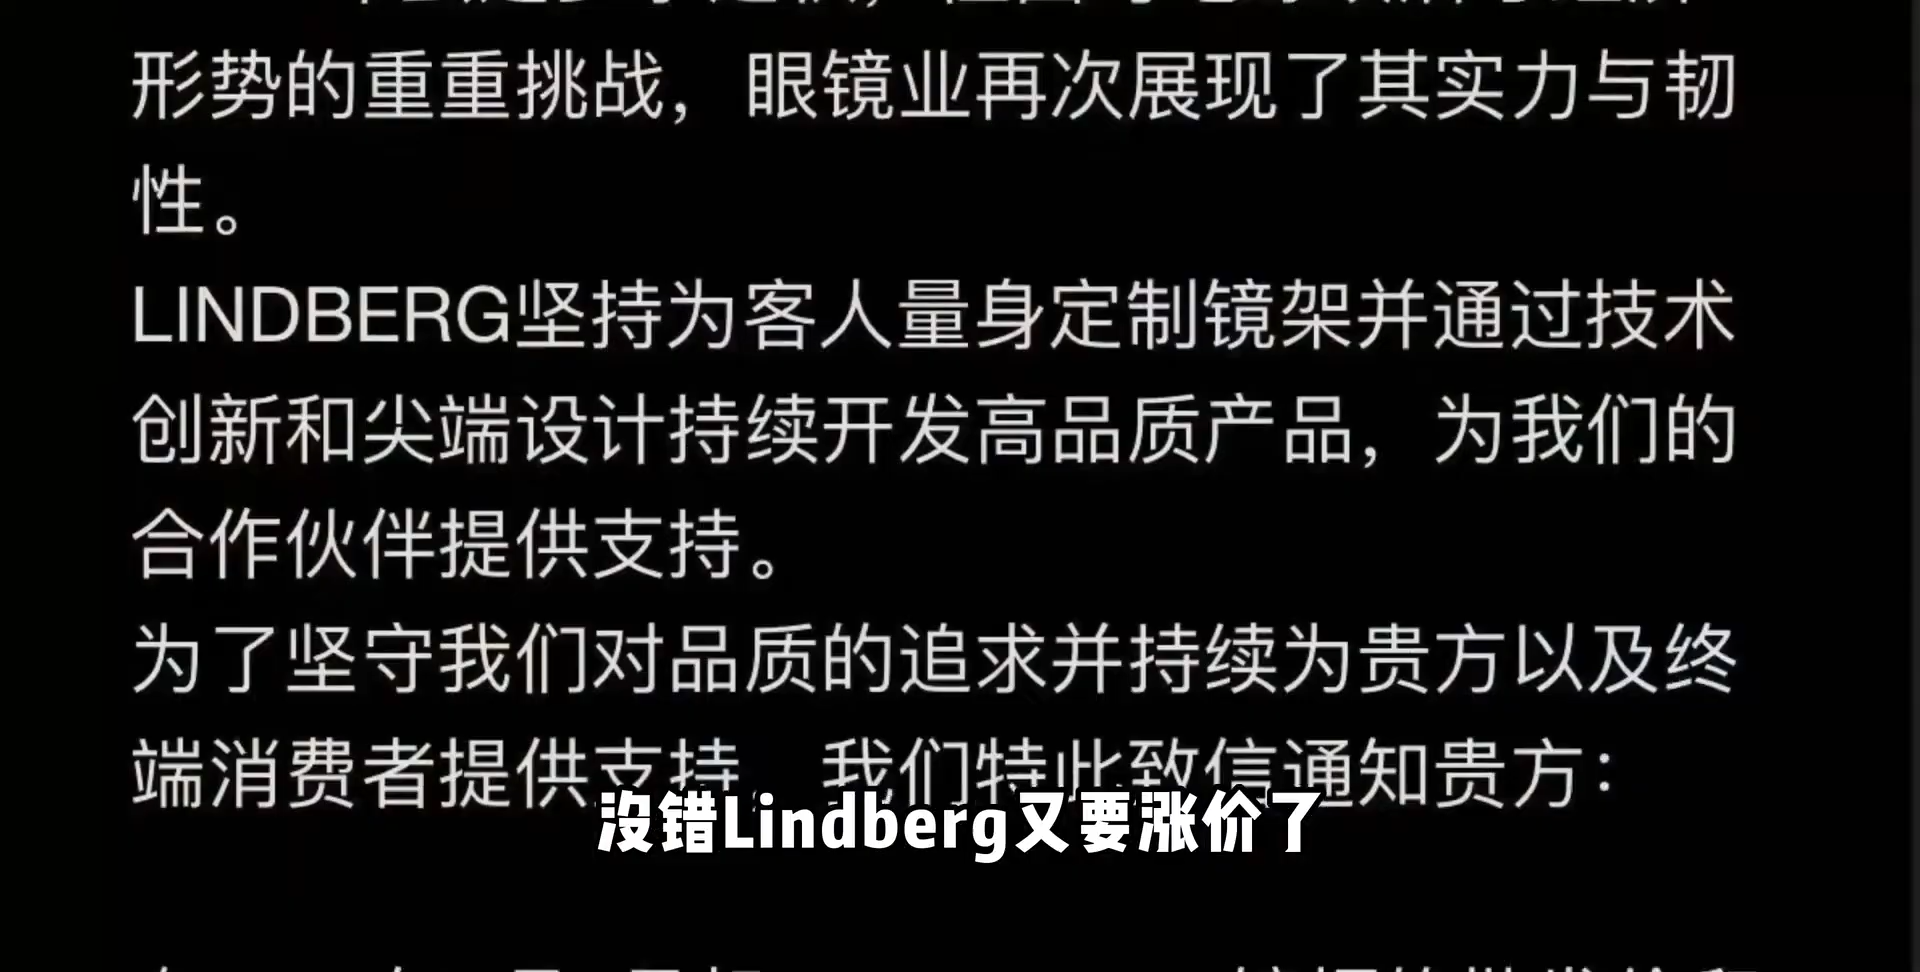 形势的重重挑战，眼镜业再次展现了其实力与韧
性。
LINDBERG坚持为客人量身定制镜架并通过技术
创新和尖端设计持续开发高品质产品，为我们的
合作伙伴提供支持。
为了坚守我们对品质的追求并持续为贵方以及终
端消费者提供支持，我们特此致信通知贵方：
没错Lindberg又要涨价了